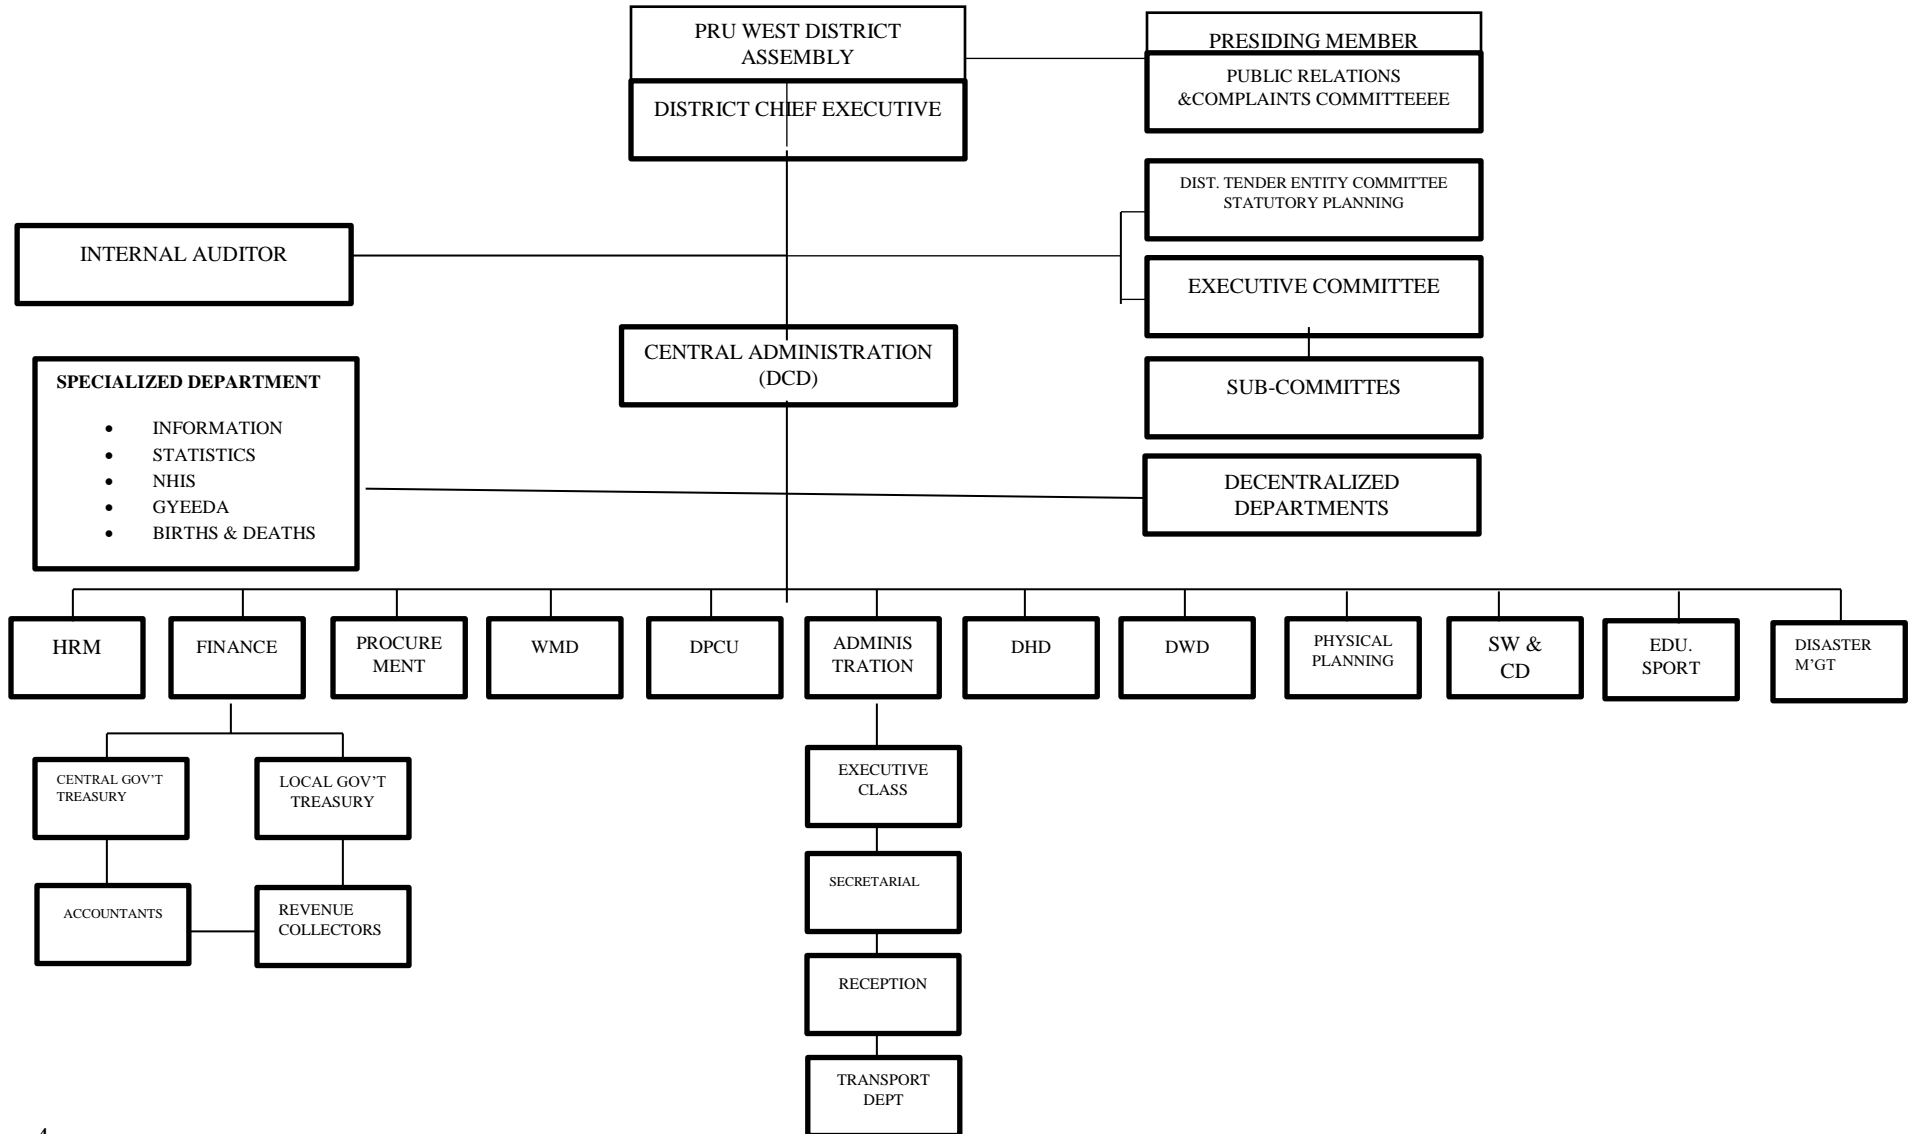 PRU WEST DISTRICT
ASSEMBLY
PRESIDING MEMBER
PUBLIC RELATIONS
&COMPLAINTS COMMITTEEEE
DISTRICT CHIEF EXECUTIVE
DIST. TENDER ENTITY COMMITTEE
STATUTORY PLANNING
INTERNAL AUDITOR
EXECUTIVE COMMITTEE
CENTRAL ADMINISTRATION
(DCD)
SUB-COMMITTES
SPECIALIZED DEPARTMENT
• INFORMATION
• STATISTICS
• NHIS
• GYEEDA
• BIRTHS & DEATHS
DECENTRALIZED
DEPARTMENTS
HRM
FINANCE
PROCURE
MENT
WMD
DPCU
ADMINIS
TRATION
DHD
DWD
PHYSICAL
PLANNING
SW &
CD
EDU.
SPORT
DISASTER
M’GT
CENTRAL GOV’T
TREASURY
LOCAL GOV’T
TREASURY
EXECUTIVE
CLASS
ACCOUNTANTS
REVENUE
COLLECTORS
SECRETARIAL
RECEPTION
TRANSPORT
DEPT
4